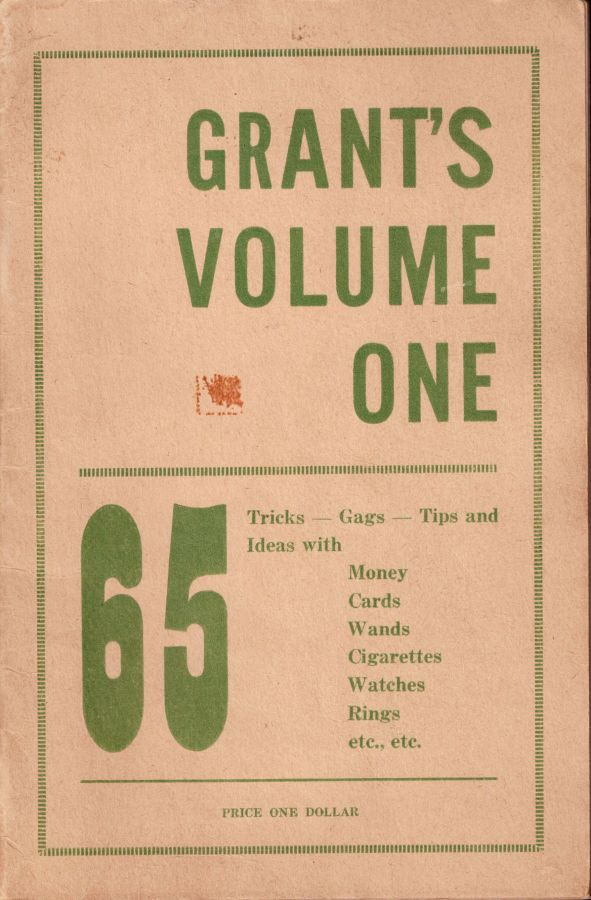 GRANT'S
VOLUME
ONE
65
Tricks — Gags — Tips and
Ideas with
Money
Cards
Wands
Cigarettes
Watches
Rings
etc., etc.
PRICE ONE DOLLAR